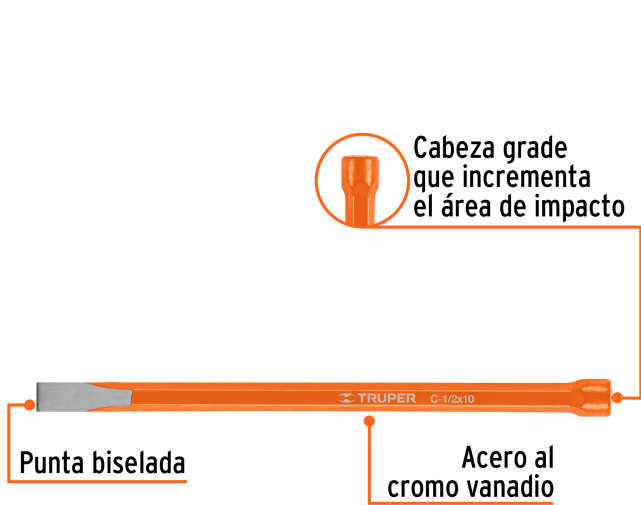 Cabeza grade
que incrementa
el área de impacto
TRUPER C-1/2x10
Punta biselada
Acero al
cromo vanadio